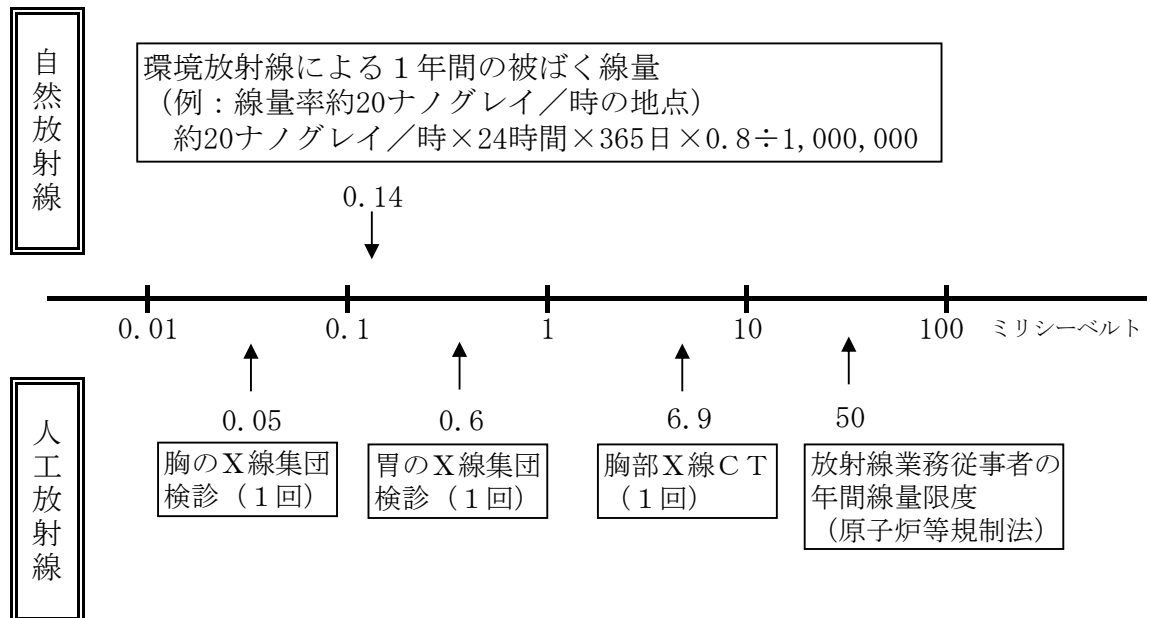 自然放射線
環境放射線による１年間の被ばく線量
（例：線量率約20ナノグレイ／時の地点）
約20ナノグレイ／時×24時間×365日×0.8÷1,000,000
0.14
0.01 0.1 1 10 100 ミリシーベルト
人工放射線
0.05 0.6 6.9 50
胸のＸ線集団
検診（１回）
胃のＸ線集団
検診（１回）
胸部Ｘ線ＣＴ
（１回）
放射線業務従事者の
年間線量限度
（原子炉等規制法）